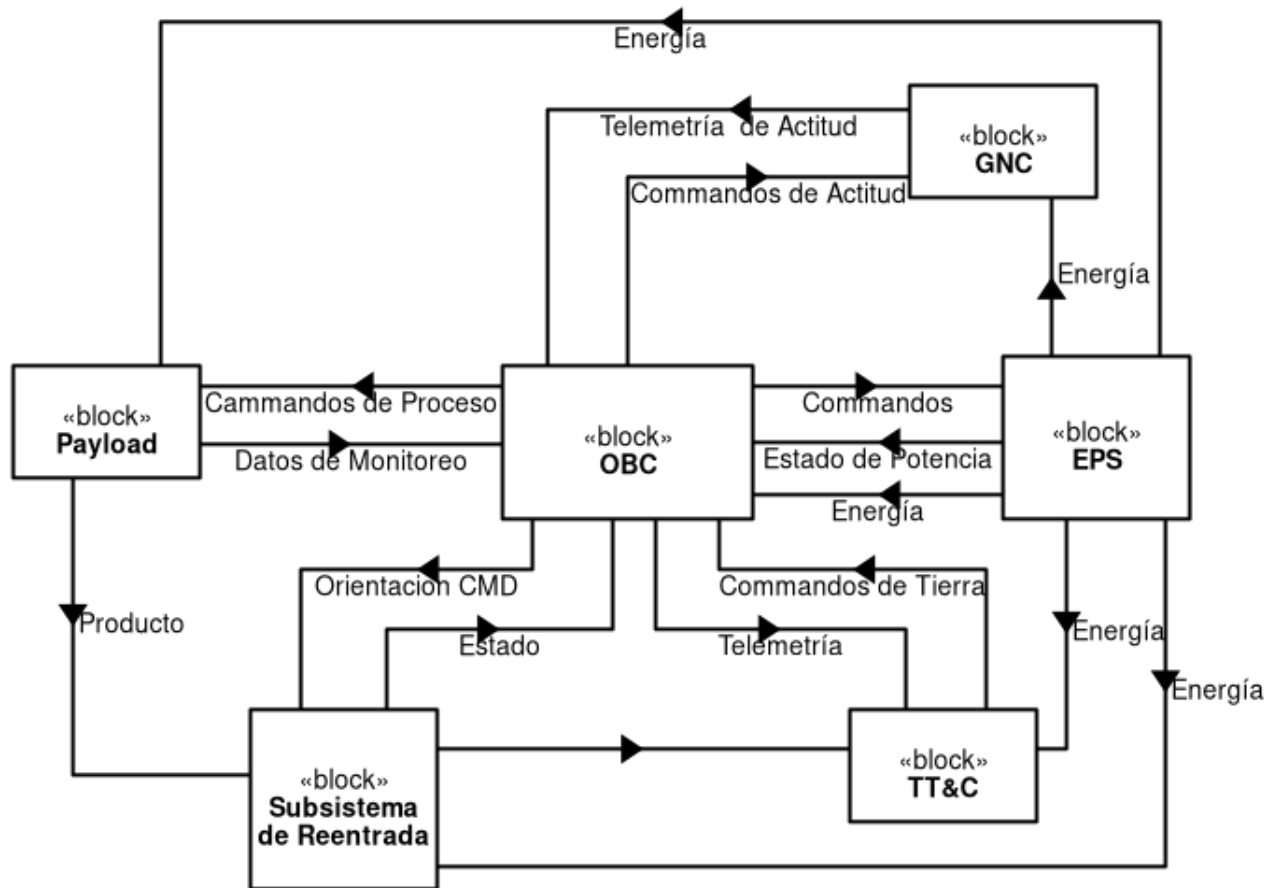 Energía
Telemetría de Actitud
«block»
GNC
Commandos de Actitud
Energía
«block»
Payload
Cammandos de Proceso
Datos de Monitoreo
«block»
OBC
Commandos
Estado de Potencia
Energía
«block»
EPS
Orientacion CMD
Commandos de Tierra
Producto
Estado
Telemetría
Energía
Energía
«block»
Subsistema
de Reentrada
«block»
TT&C